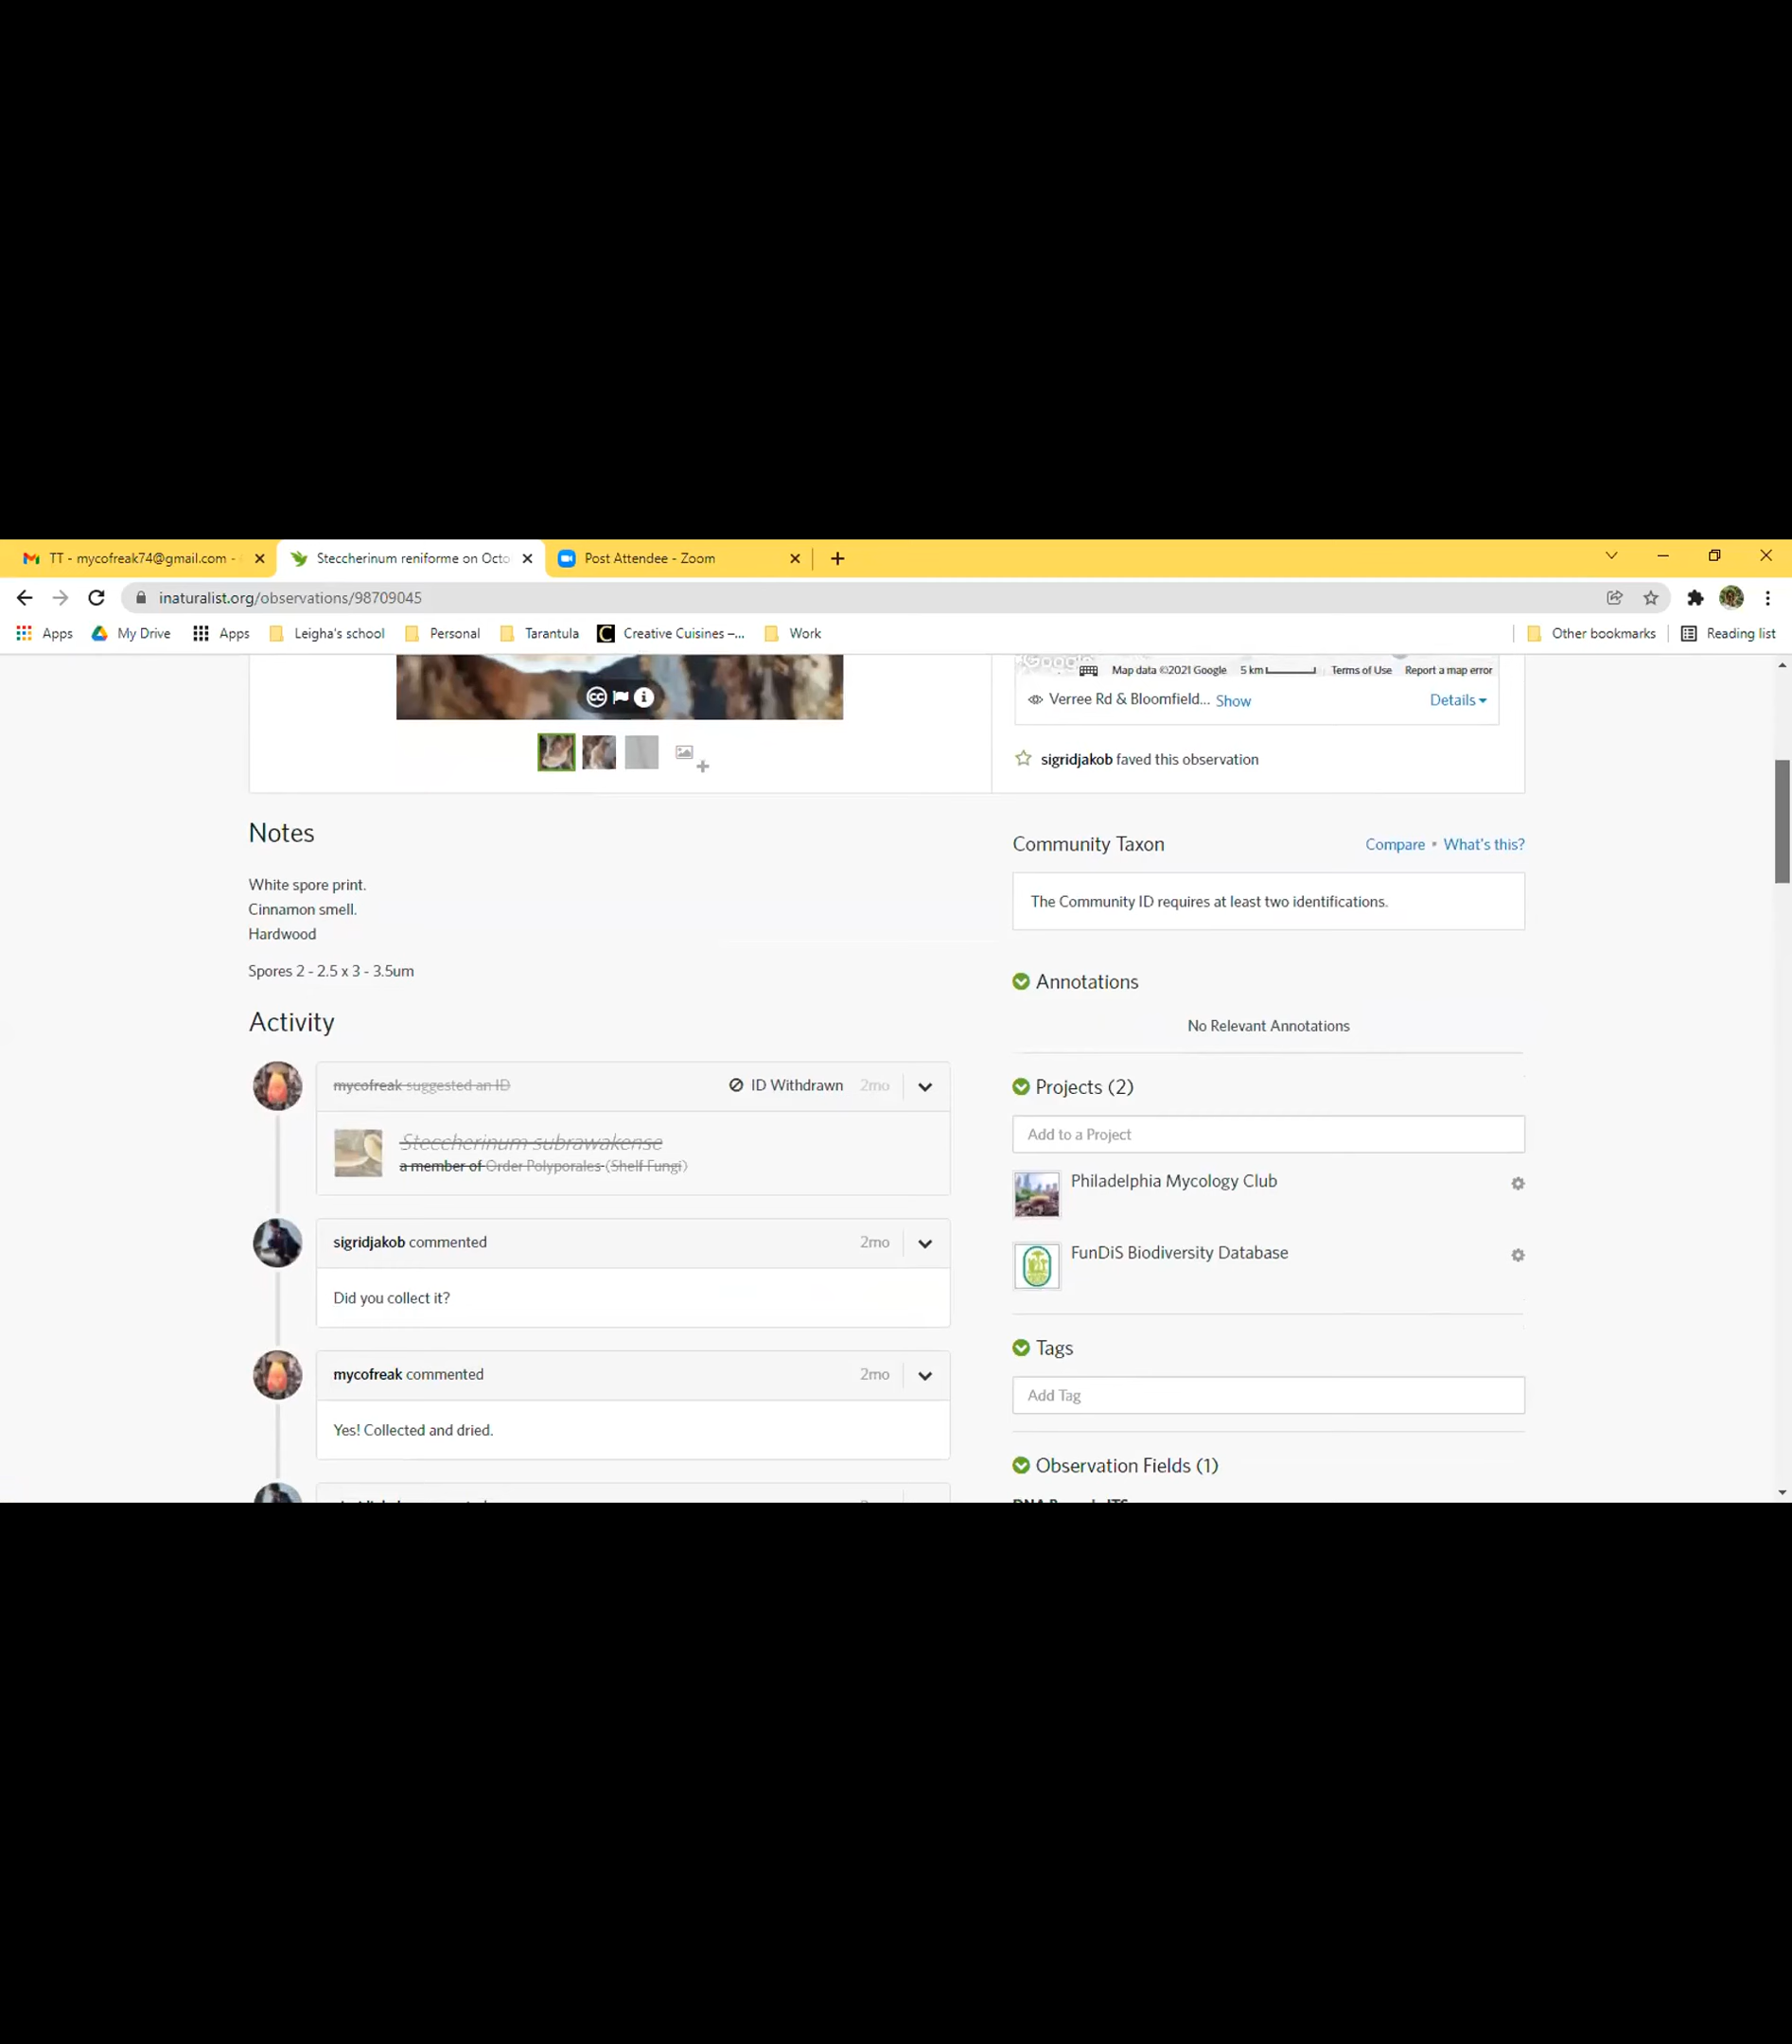 TT - mycofreak74@gmail.com -
Steccherinum reniforme on Octo
Post Attendee - Zoom
inaturalist.org/observations/98709045
Apps
My Drive
Apps
Leigha's school
Personal
Tarantula
Creative Cuisines –...
Work
Other bookmarks
Reading list
Google
Map data ©2021 Google
5 km
Terms of Use
Report a map error
Verree Rd & Bloomfield... Show
Details
cc
sigridjakob faved this observation
Notes
White spore print.
Cinnamon smell.
Hardwood
Spores 2 - 2.5 x 3 - 3.5um
Activity
mycofreak suggested an ID
ID Withdrawn
2mo
Steccherinum subrawakense
a member of Order Polyporales (Shelf Fungi)
sigridjakob commented
2mo
Did you collect it?
mycofreak commented
2mo
Yes! Collected and dried.
Community Taxon
Compare • What's this?
The Community ID requires at least two identifications.
Annotations
No Relevant Annotations
Projects (2)
Add to a Project
Philadelphia Mycology Club
FunDiS Biodiversity Database
Tags
Add Tag
Observation Fields (1)